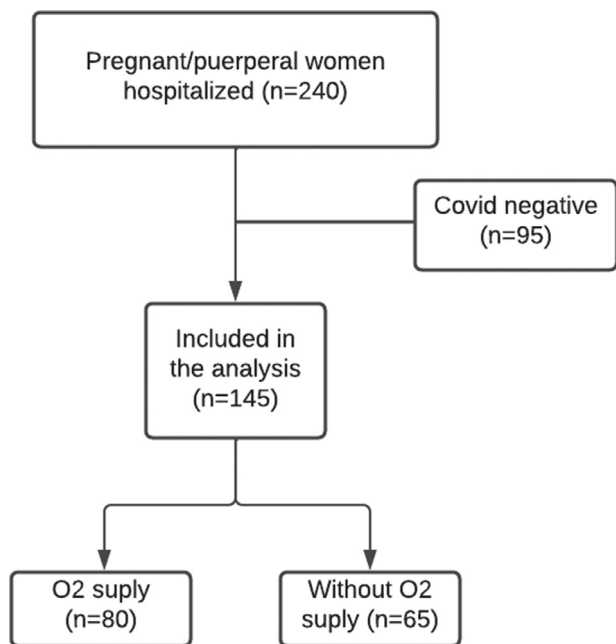 Pregnant/puerperal women
hospitalized (n=240)
Covid negative
(n=95)
Included in
the analysis
(n=145)
O2 suply
(n=80)
Without O2
suply (n=65)